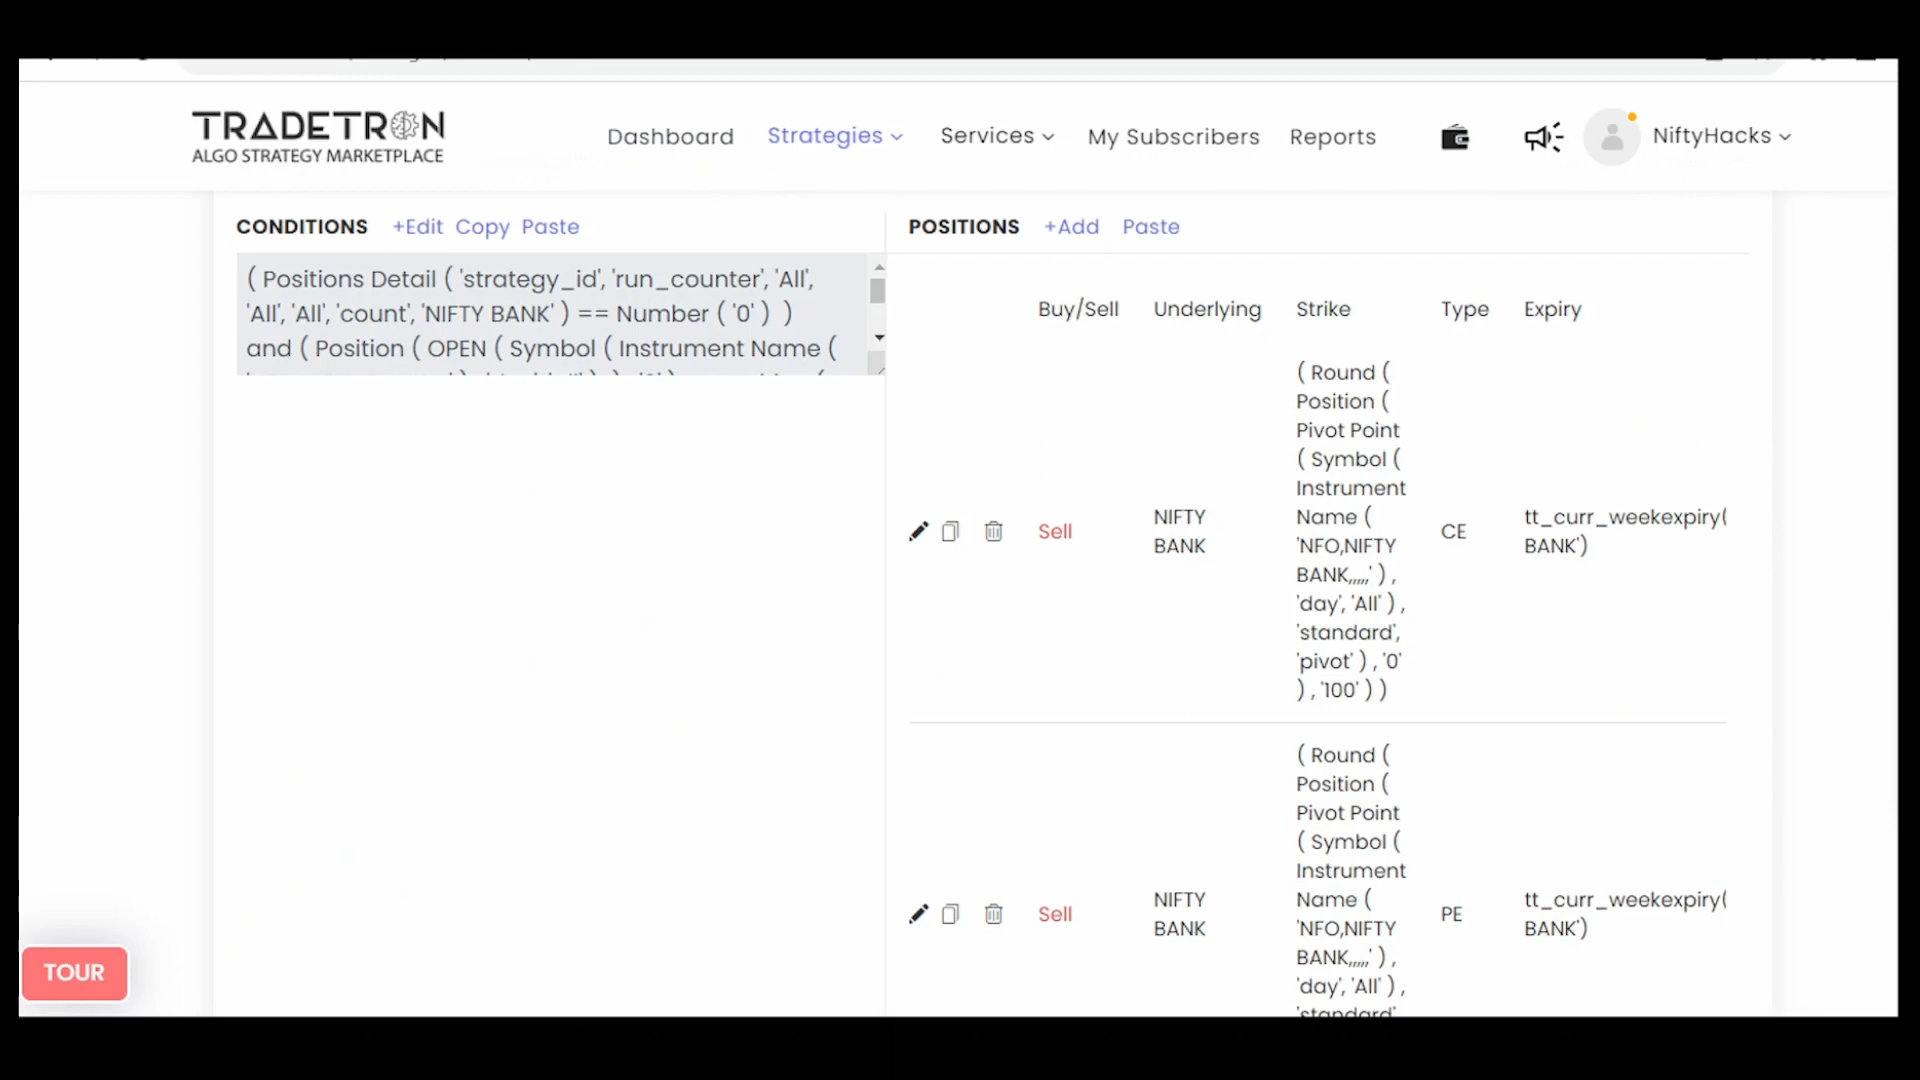 TRADETRON
ALGO STRATEGY MARKETPLACE
Dashboard
Strategies
Services
My Subscribers
Reports
NiftyHacks
CONDITIONS +Edit Copy Paste
( Positions Detail ( 'strategy_id', 'run_counter', 'All',
'All', 'All', 'count', 'NIFTY BANK' ) == Number ( '0' ) )
and ( Position ( OPEN ( Symbol ( Instrument Name (
POSITIONS +Add Paste
Buy/Sell Underlying Strike Type Expiry
Sell
NIFTY
BANK
( Round (
Position (
Pivot Point
( Symbol (
Instrument
Name (
'NFO,NIFTY
BANK,,,,,' ) ,
'day', 'All' ) ,
'standard',
'pivot' ) , '0'
) , '100' ) )
CE
tt_curr_weekexpiry(
BANK')
Sell
NIFTY
BANK
( Round (
Position (
Pivot Point
( Symbol (
Instrument
Name (
'NFO,NIFTY
BANK,,,,,' ) ,
'day', 'All' ) ,
'standard'
PE
tt_curr_weekexpiry(
BANK')
TOUR